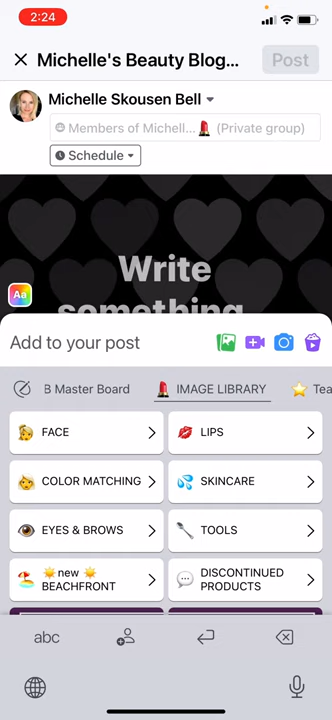 2:24
Michelle's Beauty Blog...
Post
Michelle Skousen Bell
Members of Michell...💄 (Private group)
Schedule
Write
something
Aa
Add to your post
B Master Board
IMAGE LIBRARY
Tea
FACE
LIPS
COLOR MATCHING
SKINCARE
EYES & BROWS
TOOLS
☀️new ☀️
BEACHFRONT
DISCONTINUED
PRODUCTS
abc